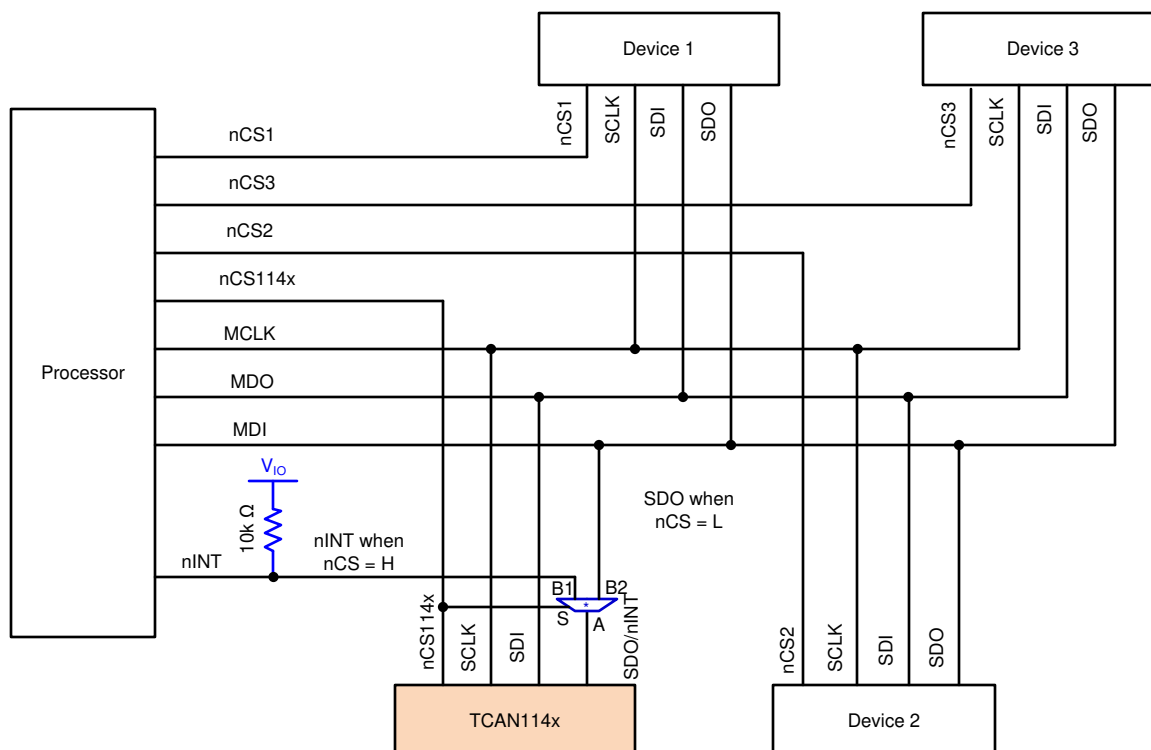 Device 1
Device 3
nCS1
SCLK
SDI
SDO
nCS3
SCLK
SDI
SDO
nCS1
nCS3
nCS2
nCS114x
MCLK
Processor
MDO
MDI
VIO
10k Ω
SDO when
nCS = L
nINT when
nCS = H
nINT
B1
B2
*
S
A
nCS114x
SCLK
SDI
SDO/nINT
nCS2
SCLK
SDI
SDO
TCAN114x
Device 2